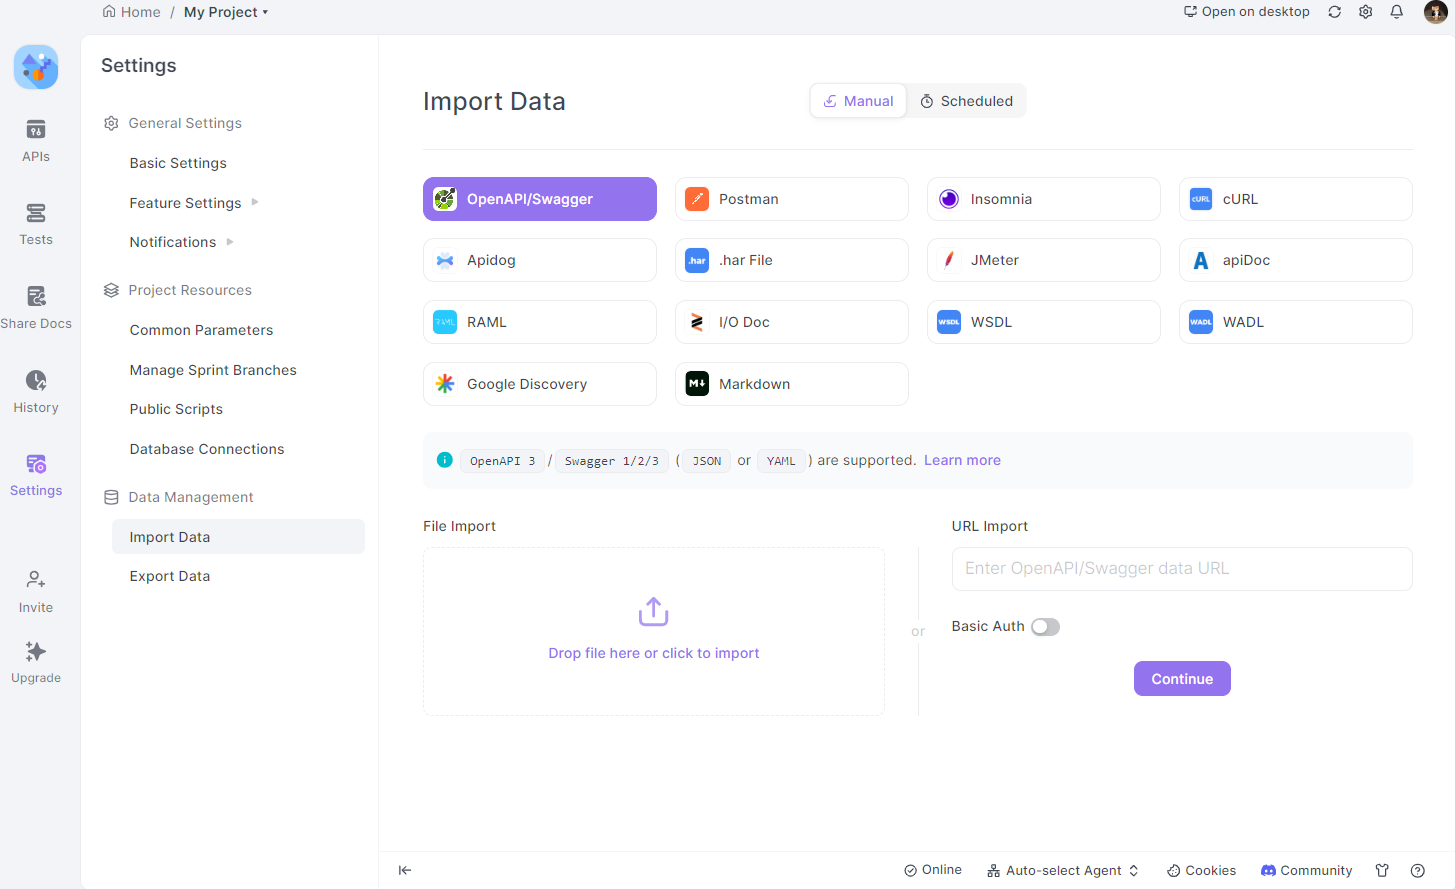 Home / My Project
Open on desktop
APIs
Tests
Share Docs
History
Settings
Invite
Upgrade
Settings
General Settings
Basic Settings
Feature Settings
Notifications
Project Resources
Common Parameters
Manage Sprint Branches
Public Scripts
Database Connections
Data Management
Import Data
Export Data
Import Data
Manual
Scheduled
OpenAPI/Swagger
Postman
Insomnia
cURL cURL
Apidog
.har .har File
JMeter
apiDoc
RAML RAML
I/O Doc
WSDL WSDL
WADL WADL
Google Discovery
M Markdown
OpenAPI 3 / Swagger 1/2/3 ( JSON or YAML ) are supported. Learn more
File Import
Drop file here or click to import
or
URL Import
Enter OpenAPI/Swagger data URL
Basic Auth
Continue
Online
Auto-select Agent
Cookies
Community